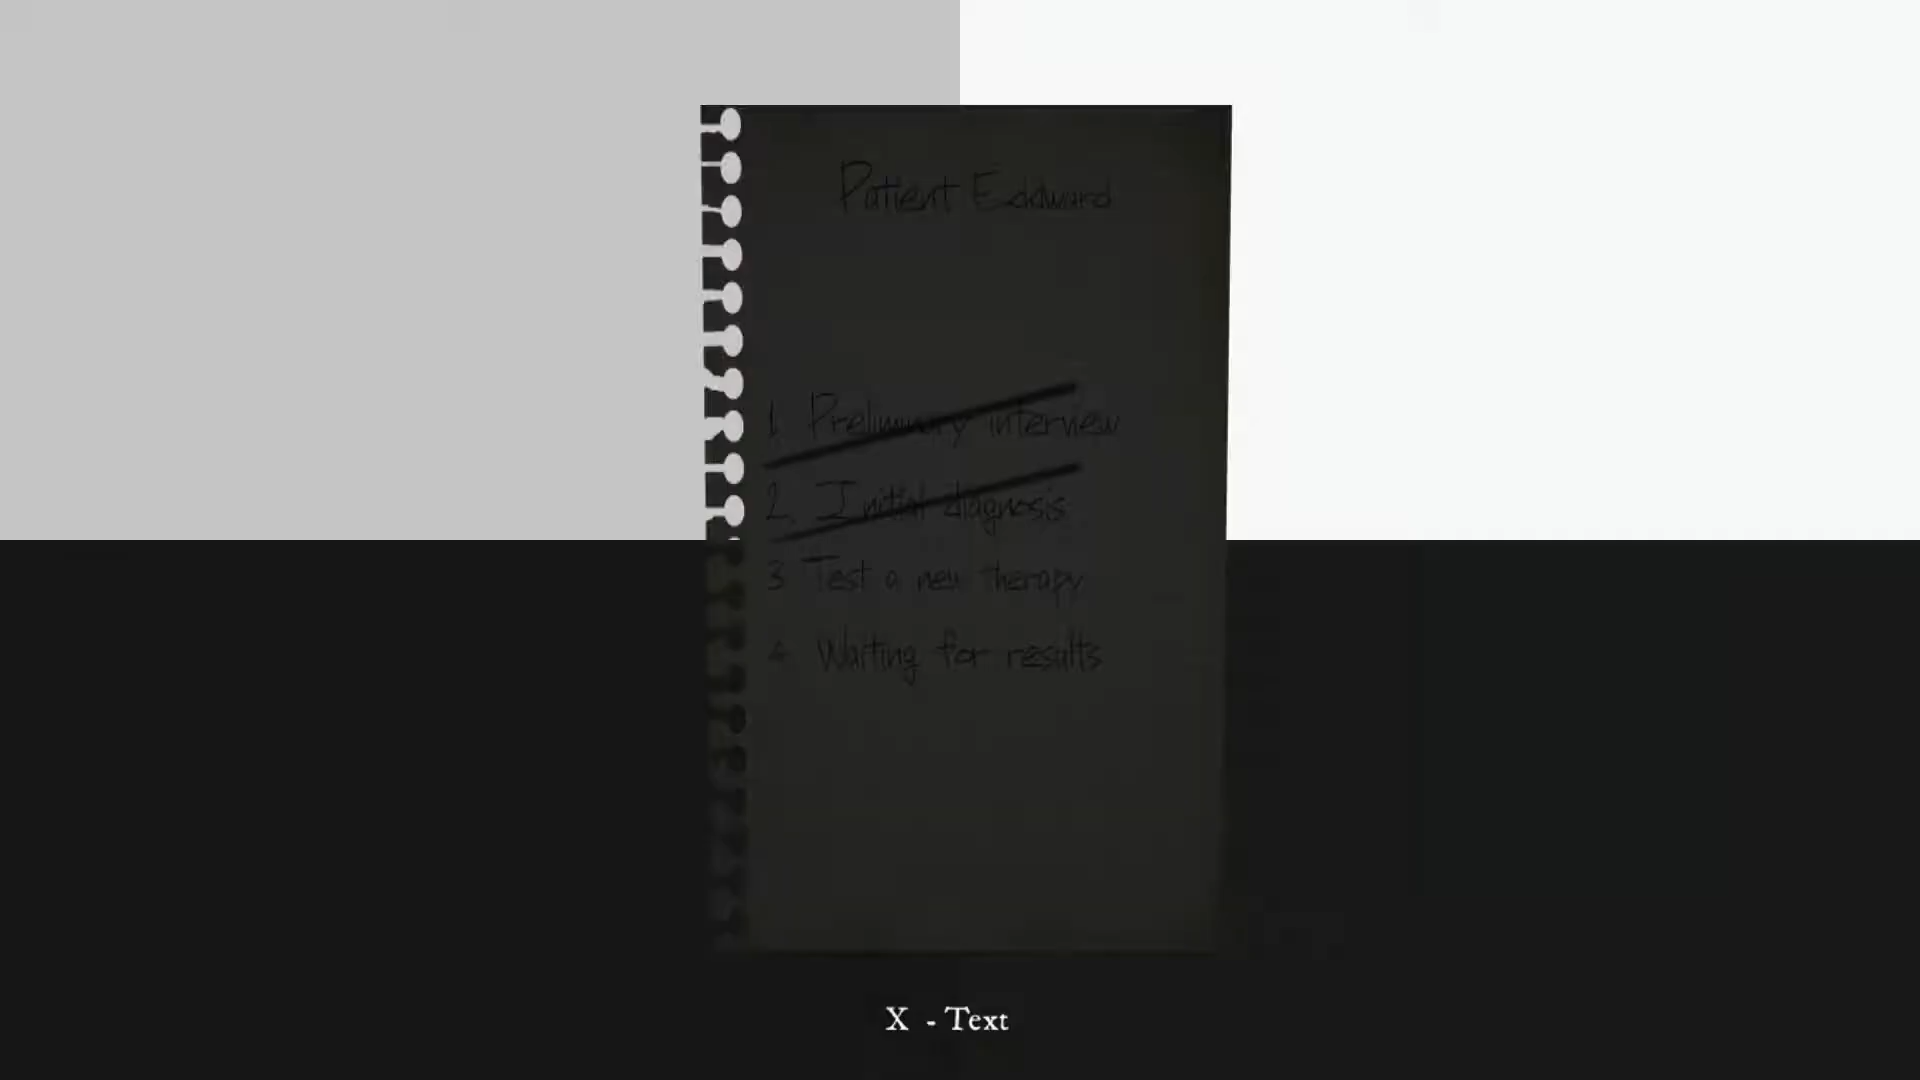 Patient Eddward
1. Preliminary interview
2. Initial diagnosis
3 Test a new therapy
4 Waiting for results
X - Text